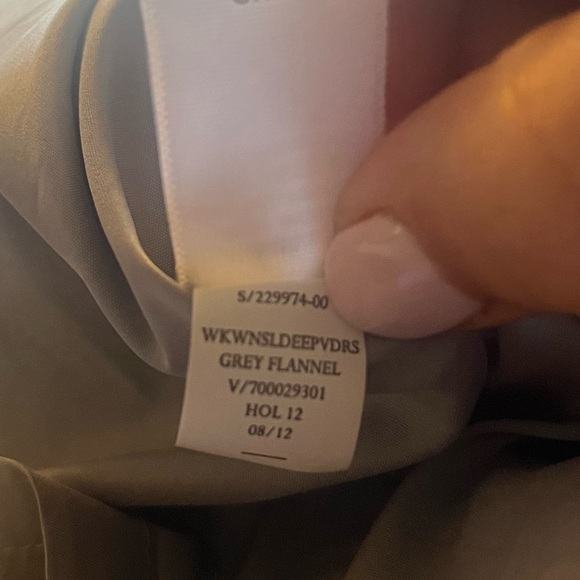 S/229974-00
WKWNSLDEEPVDRS
GREY FLANNEL
V/700029301
HOL 12
08/12